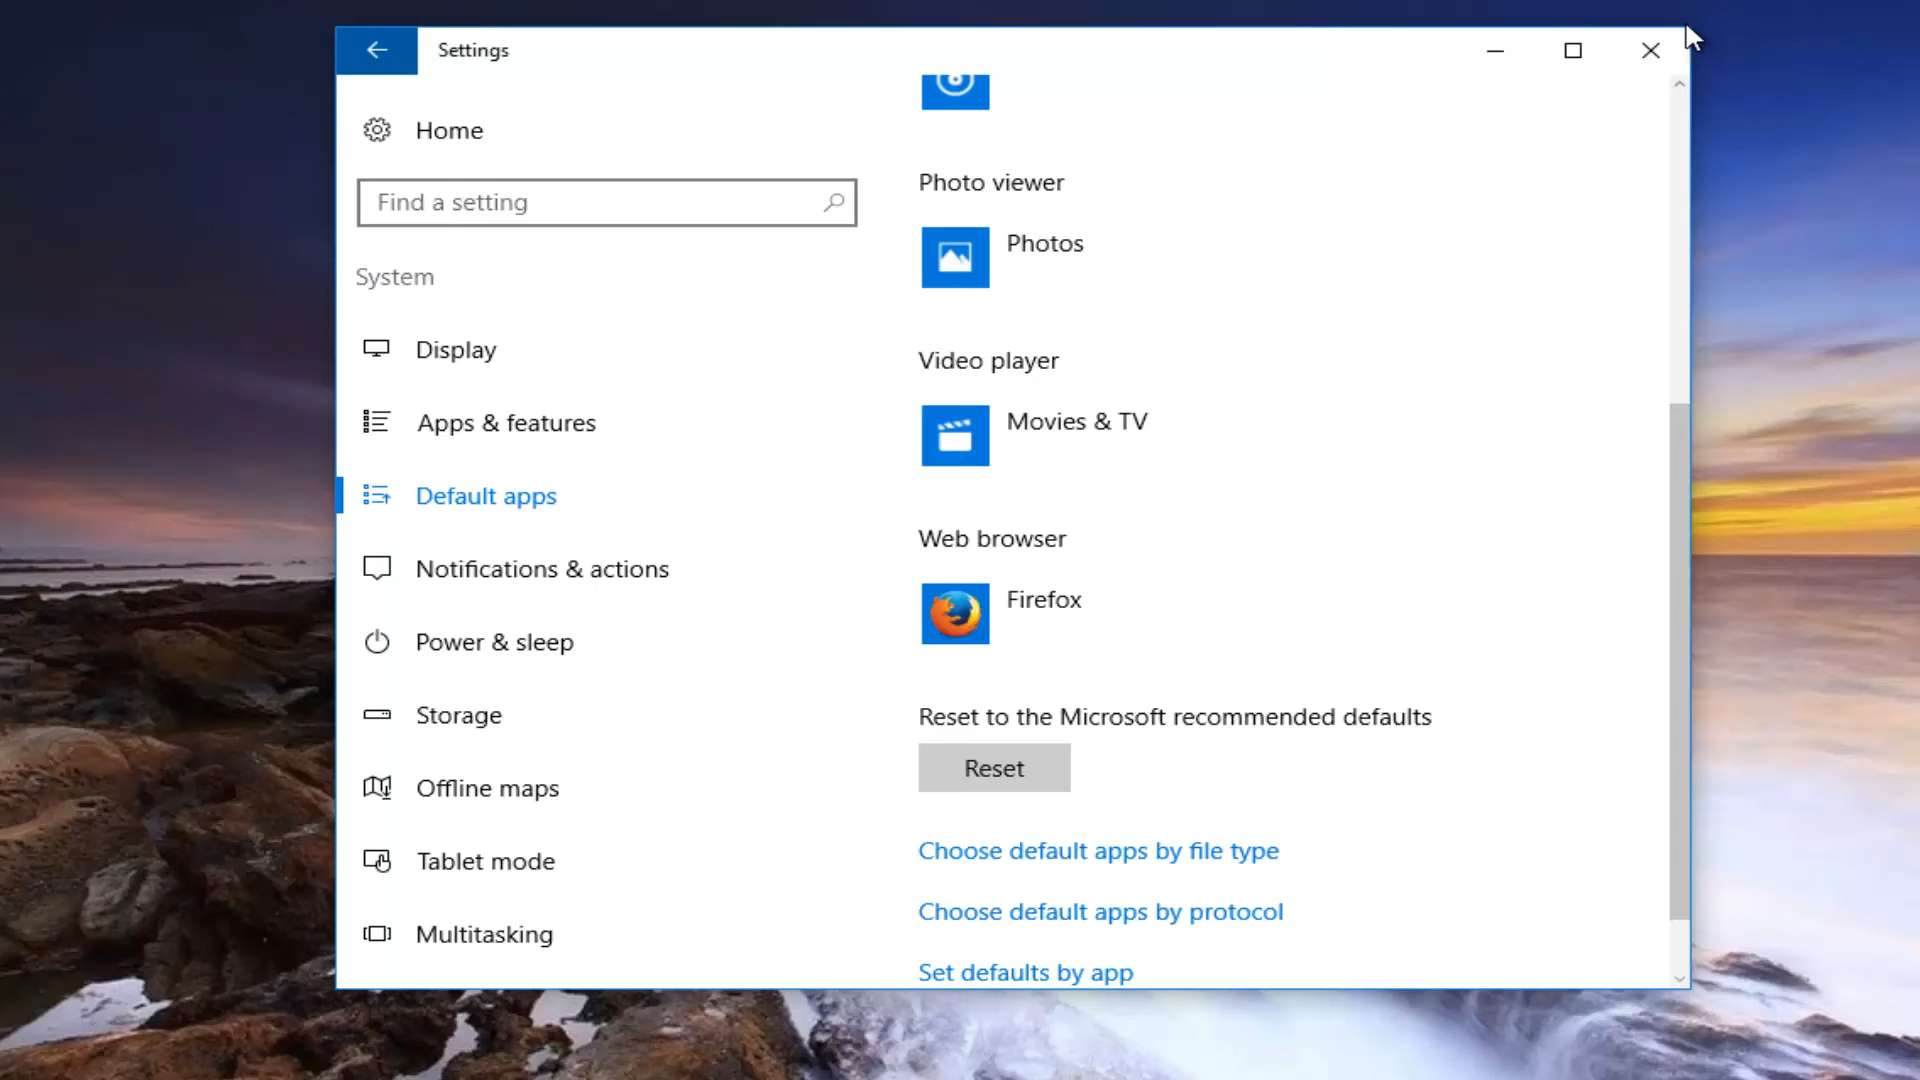 Settings
Home
Find a setting
System
Display
Apps & features
Default apps
Notifications & actions
Power & sleep
Storage
Offline maps
Tablet mode
Multitasking
Photo viewer
Photos
Video player
Movies & TV
Web browser
Firefox
Reset to the Microsoft recommended defaults
Reset
Choose default apps by file type
Choose default apps by protocol
Set defaults by app